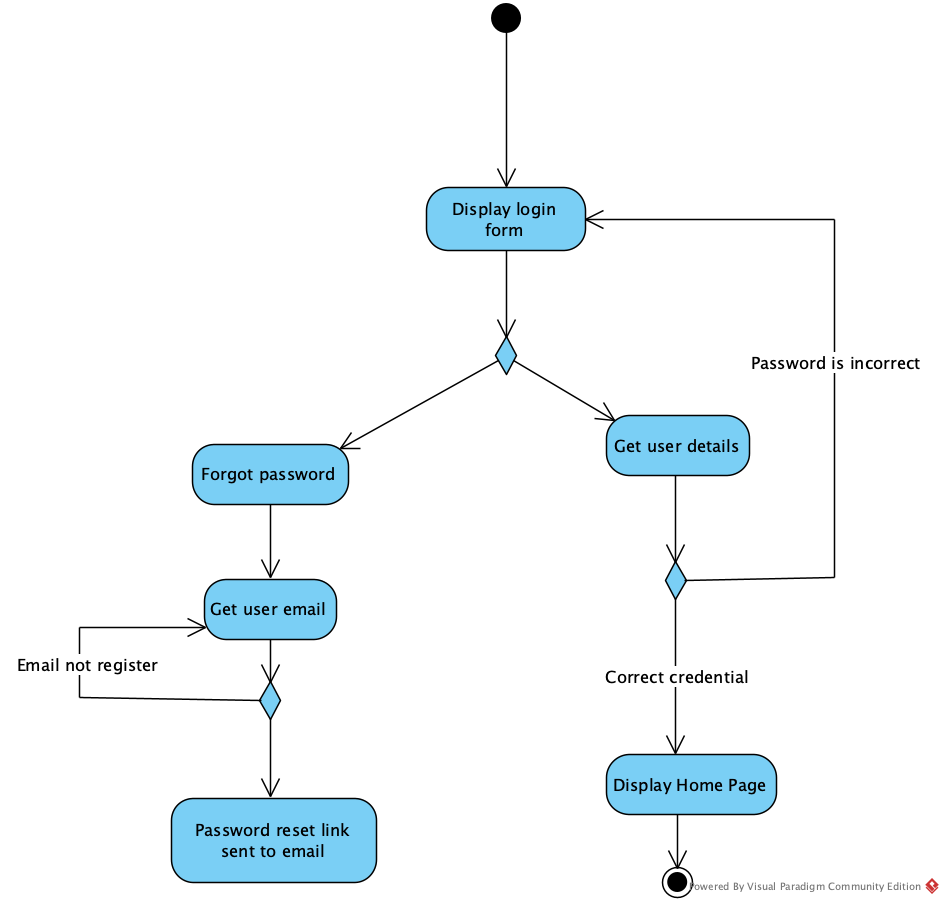 Display login
form
Password is incorrect
Get user details
Forgot password
Get user email
Email not register
Correct credential
Display Home Page
Password reset link
sent to email
Powered By Visual Paradigm Community Edition